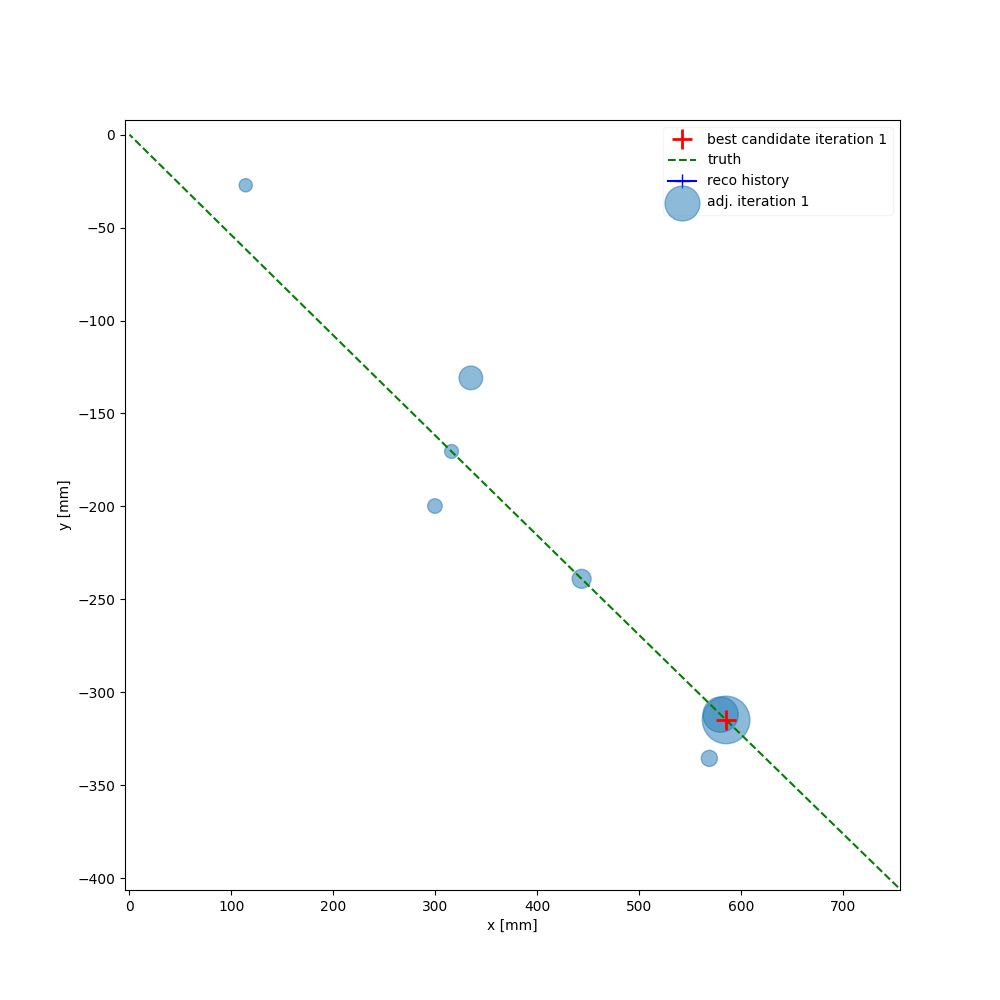 best candidate iteration 1
truth
reco history
adj. iteration 1
0
−50
−100
−150
−200
−250
−300
−350
−400
y [mm]
0 100 200 300 400 500 600 700
x [mm]